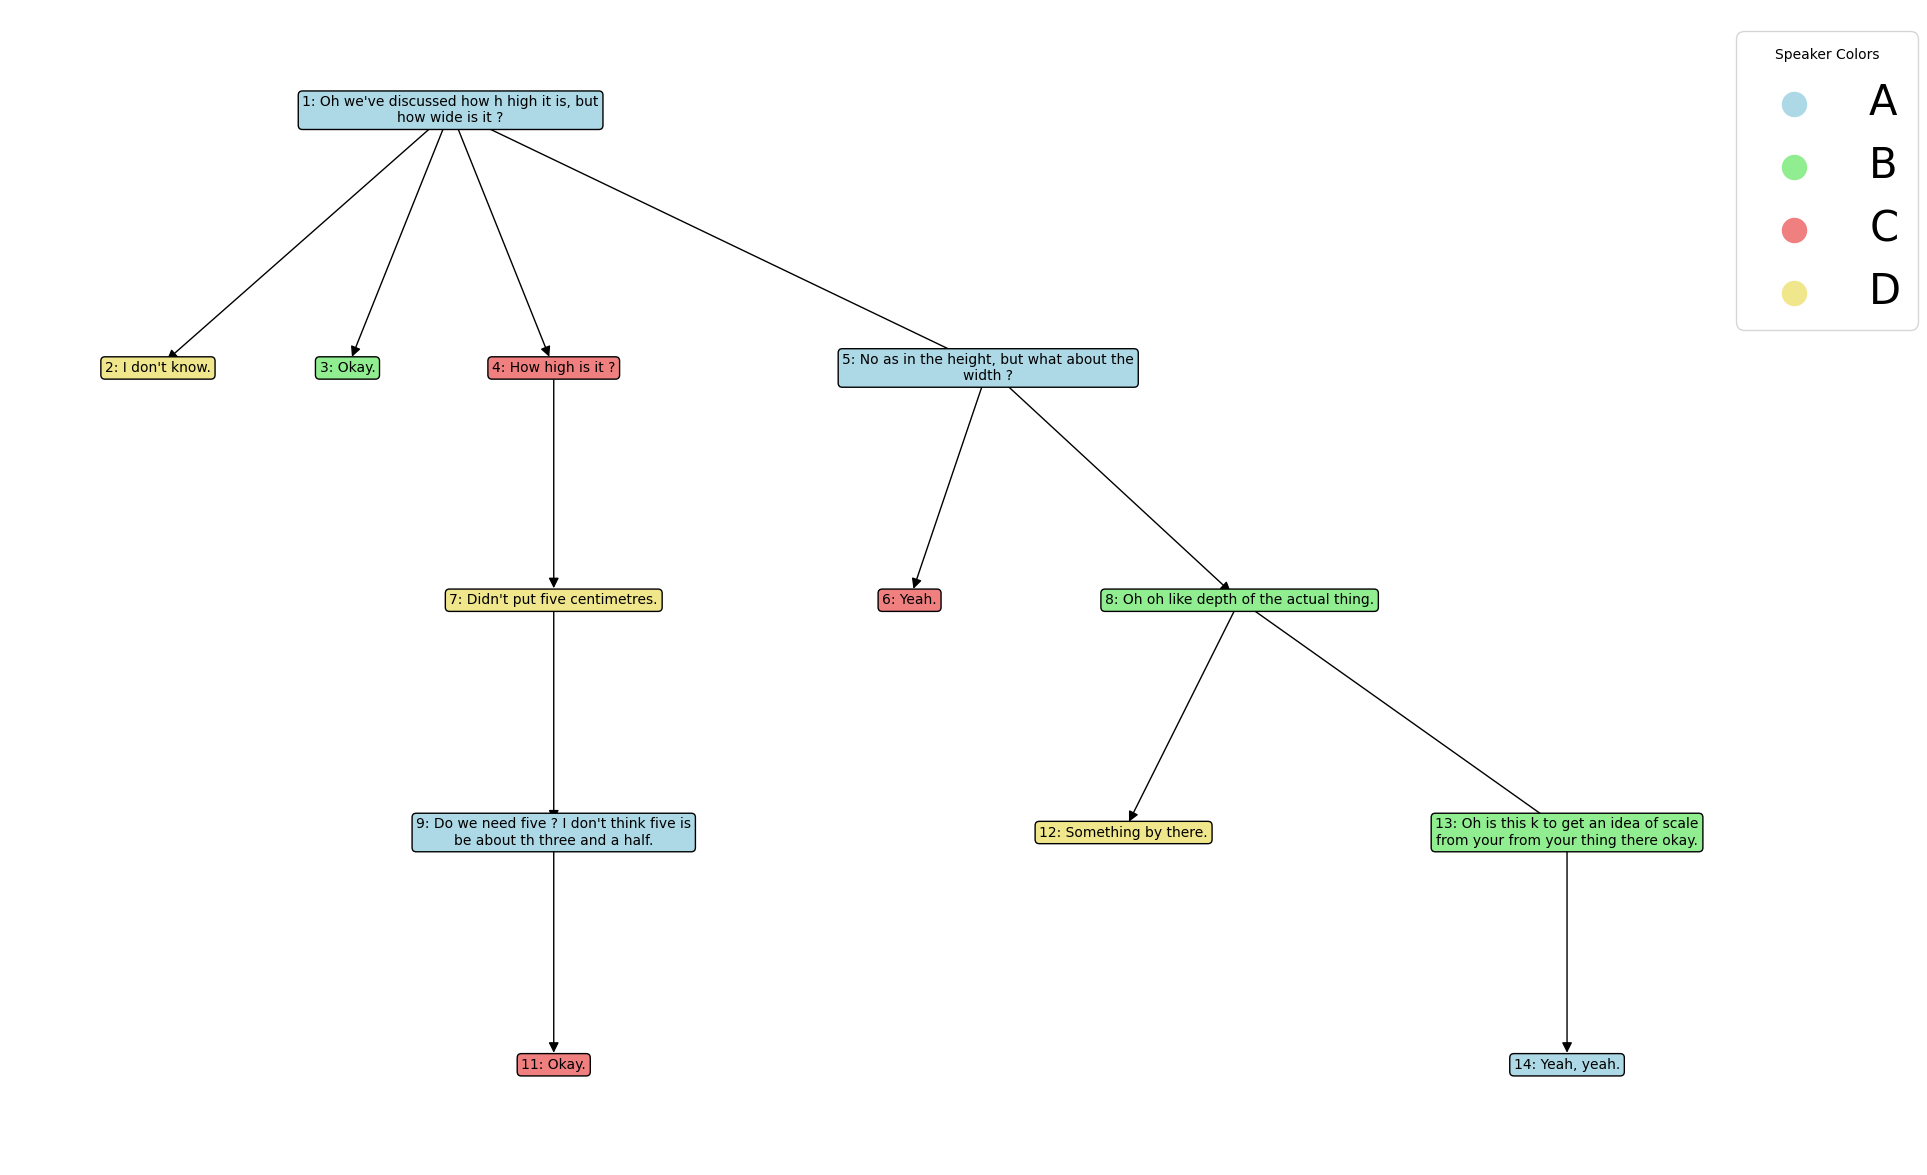 Speaker Colors
A
B
C
D
1: Oh we've discussed how h high it is, but
how wide is it ?
2: I don't know.
3: Okay.
4: How high is it ?
5: No as in the height, but what about the
width ?
7: Didn't put five centimetres.
6: Yeah.
8: Oh oh like depth of the actual thing.
9: Do we need five ? I don't think five is
be about th three and a half.
12: Something by there.
13: Oh is this k to get an idea of scale
from your from your thing there okay.
11: Okay.
14: Yeah, yeah.